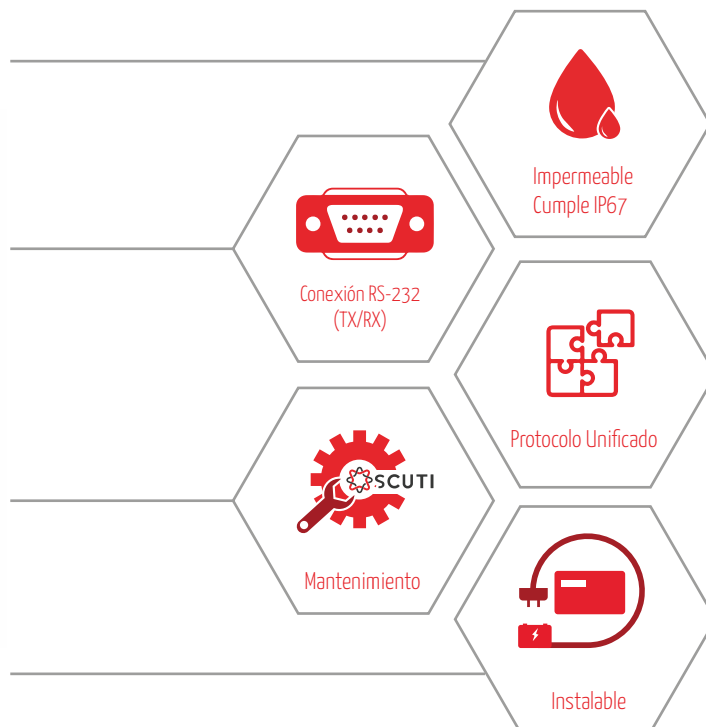 Impermeable
Cumple IP67
Conexión RS-232
(TX/RX)
Protocolo Unificado
SCUTI
Mantenimiento
Instalable